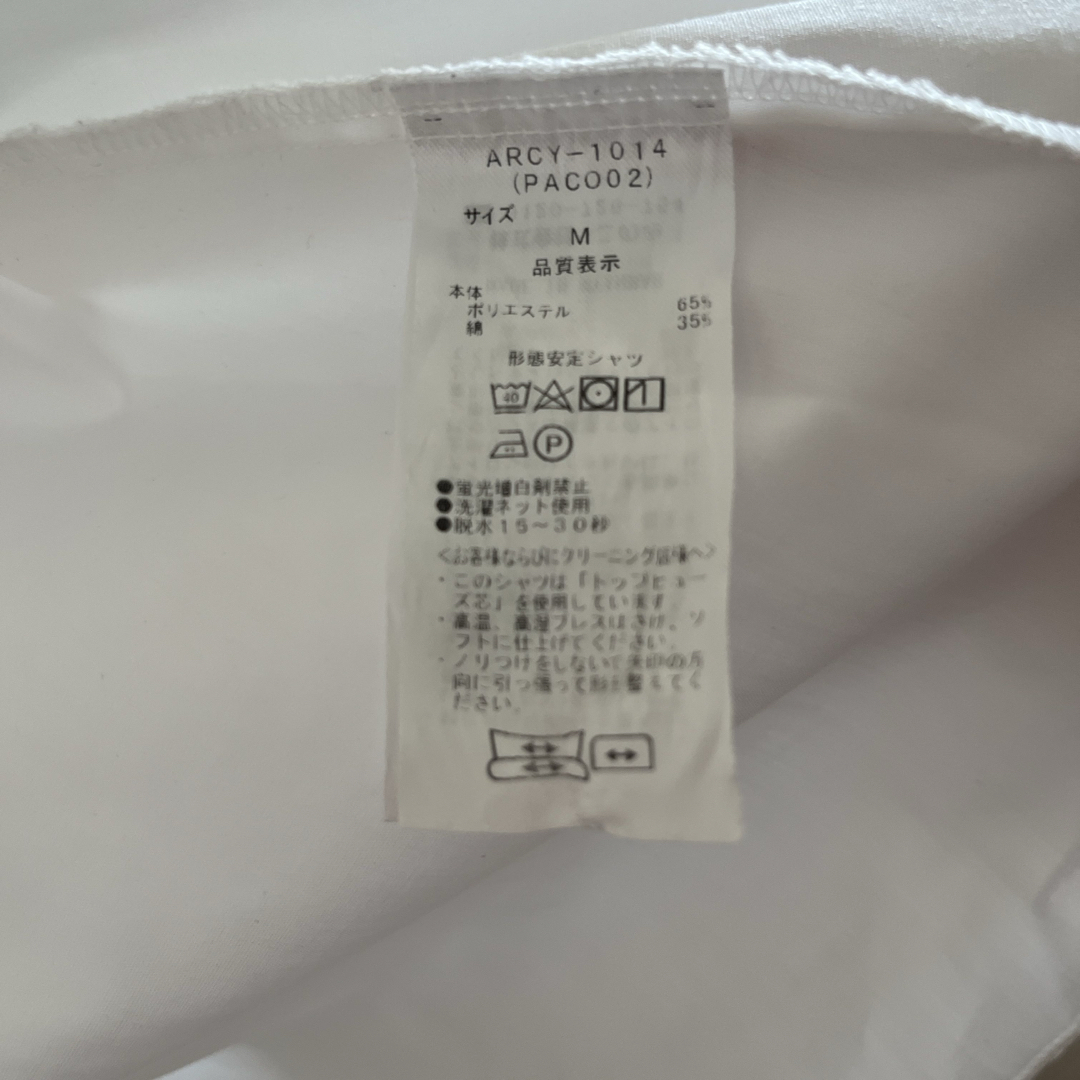 ARCY-1014
(PAC002)
サイズ
M
品質表示
本体
ポリエステル 65%
綿 35%
形態安定シャツ
40
P
●蛍光増白剤禁止
●洗濯ネット使用
●脱水15~30秒
<お客様ならびにクリーニング店様へ>
・このシャツは「トップヒュー
ズ芯」を使用しています。
・高温、高湿プレスはさけ、ソ
フトに仕上げてください。
・ノリつけをしないで矢印の方
向に引っ張って形を整えてく
ださい。